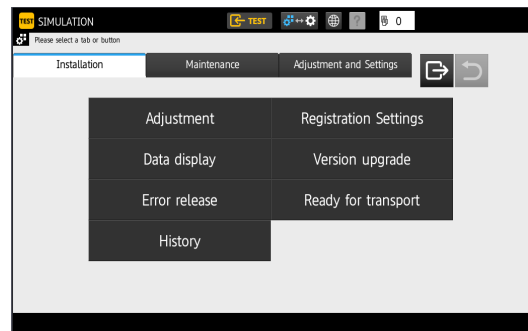 TEST SIMULATION TEST ? 0
Please select a tab or button
Installation Maintenance Adjustment and Settings
Adjustment Registration Settings
Data display Version upgrade
Error release Ready for transport
History